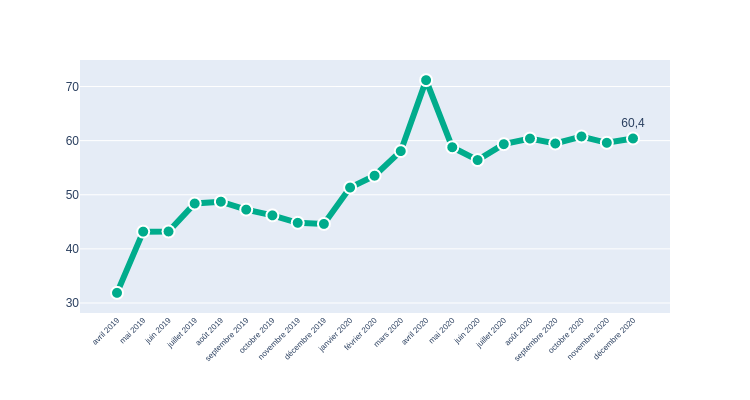 70
60
50
40
30
60,4
avril 2019
mai 2019
juin 2019
juillet 2019
août 2019
septembre 2019
octobre 2019
novembre 2019
décembre 2019
janvier 2020
février 2020
mars 2020
avril 2020
mai 2020
juin 2020
juillet 2020
août 2020
septembre 2020
octobre 2020
novembre 2020
décembre 2020